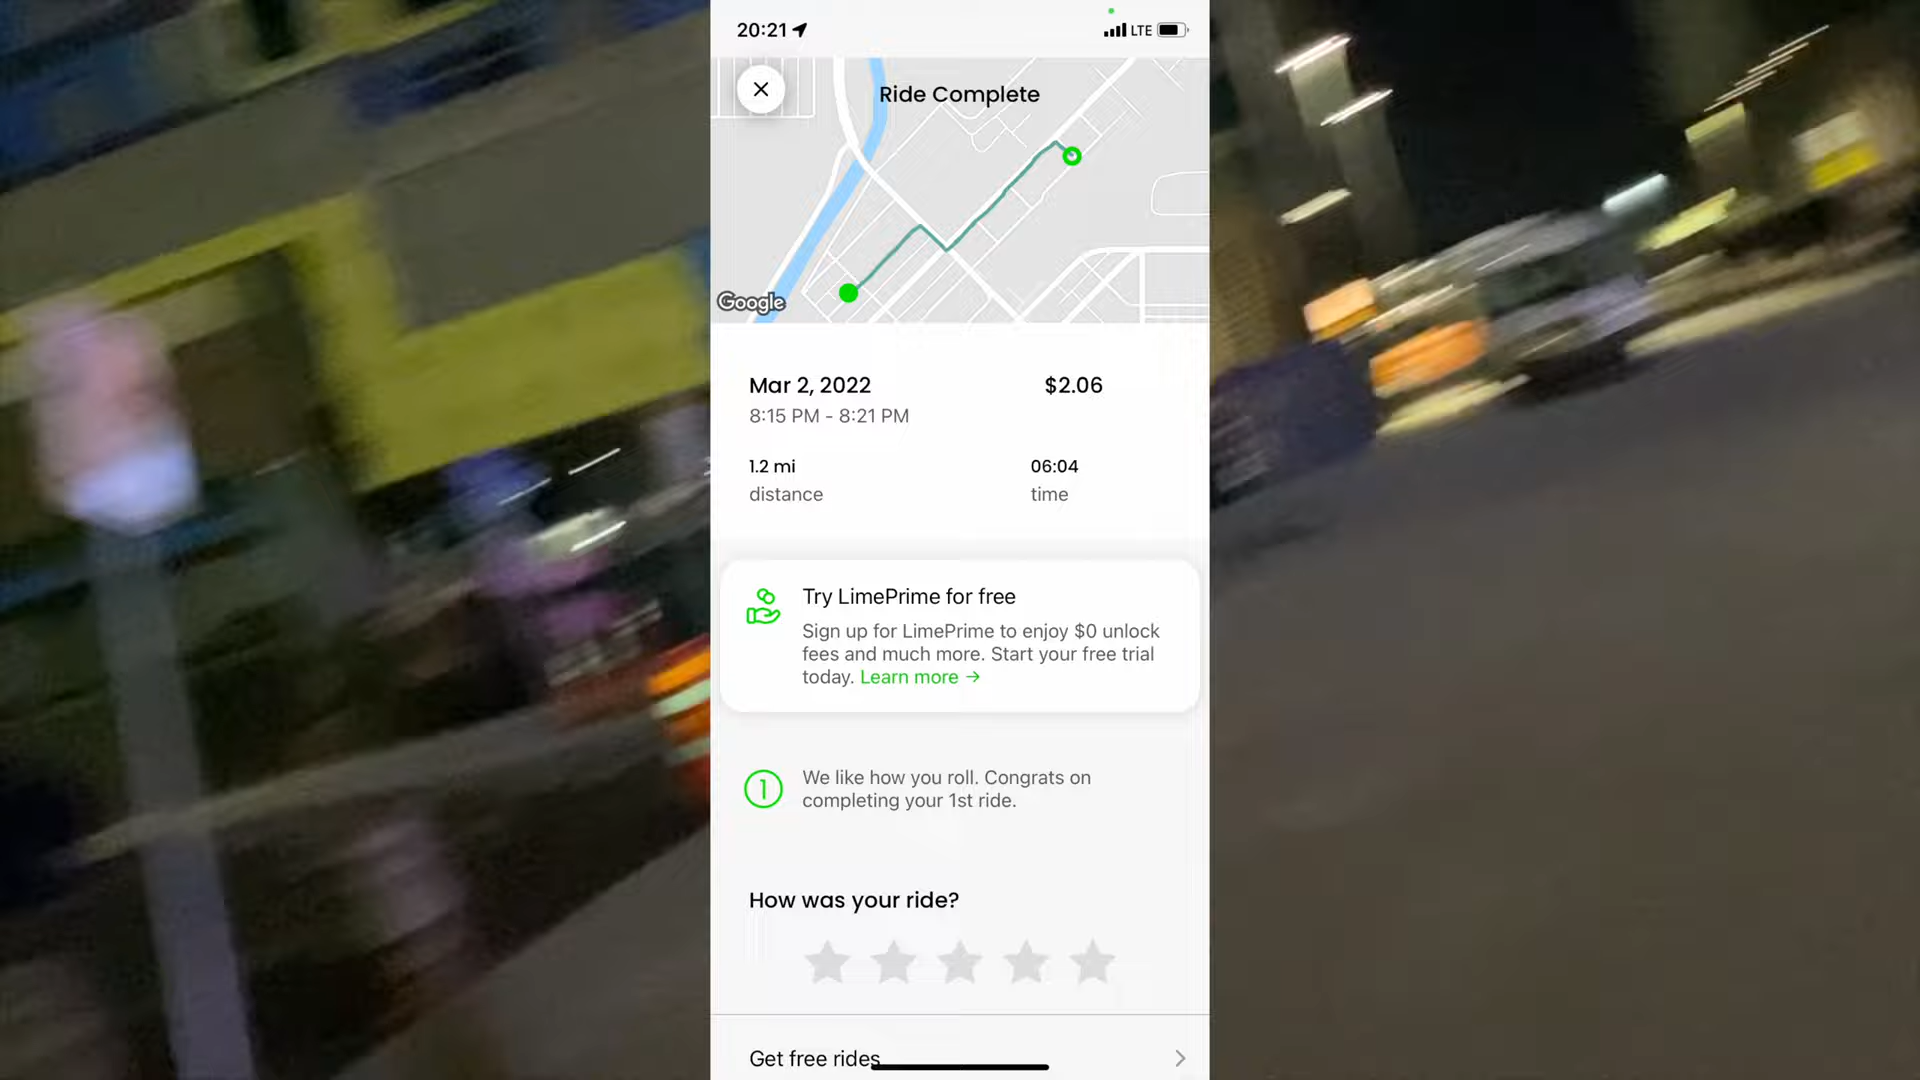 20:21
LTE
Ride Complete
Google
Mar 2, 2022
$2.06
8:15 PM - 8:21 PM
1.2 mi
06:04
distance
time
Try LimePrime for free
Sign up for LimePrime to enjoy $0 unlock
fees and much more. Start your free trial
today. Learn more →
1
We like how you roll. Congrats on
completing your 1st ride.
How was your ride?
Get free rides